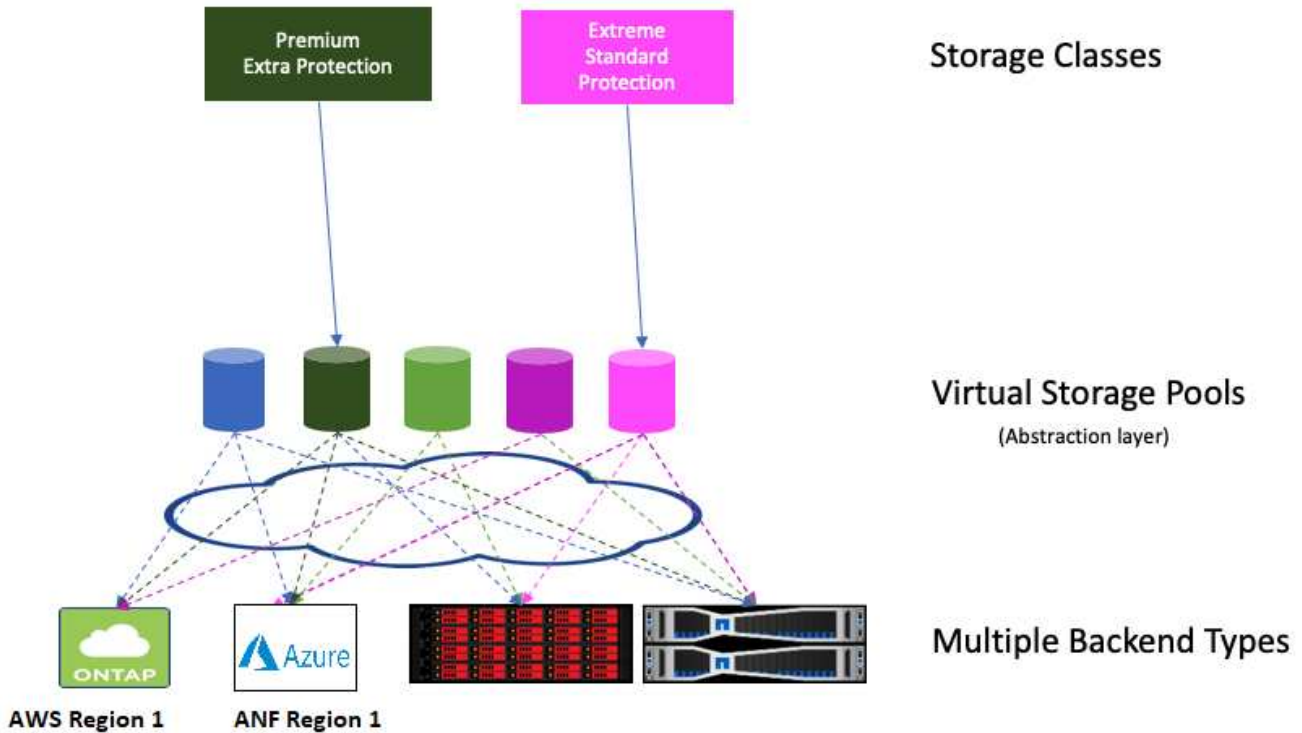 Premium
Extra Protection
Extreme
Standard
Protection
Storage Classes
Virtual Storage Pools
(Abstraction layer)
ONTAP
Azure
Multiple Backend Types
AWS Region 1
ANF Region 1